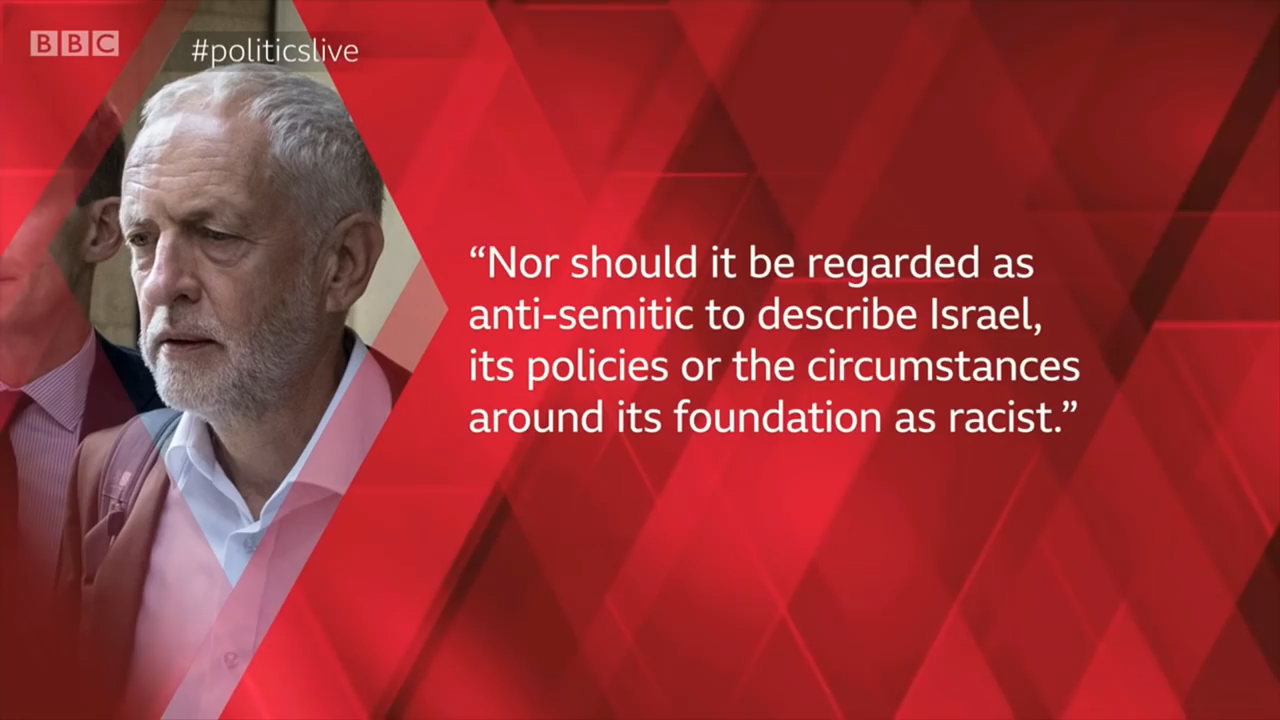 BBC
#politicslive
“Nor should it be regarded as
anti-semitic to describe Israel,
its policies or the circumstances
around its foundation as racist.”